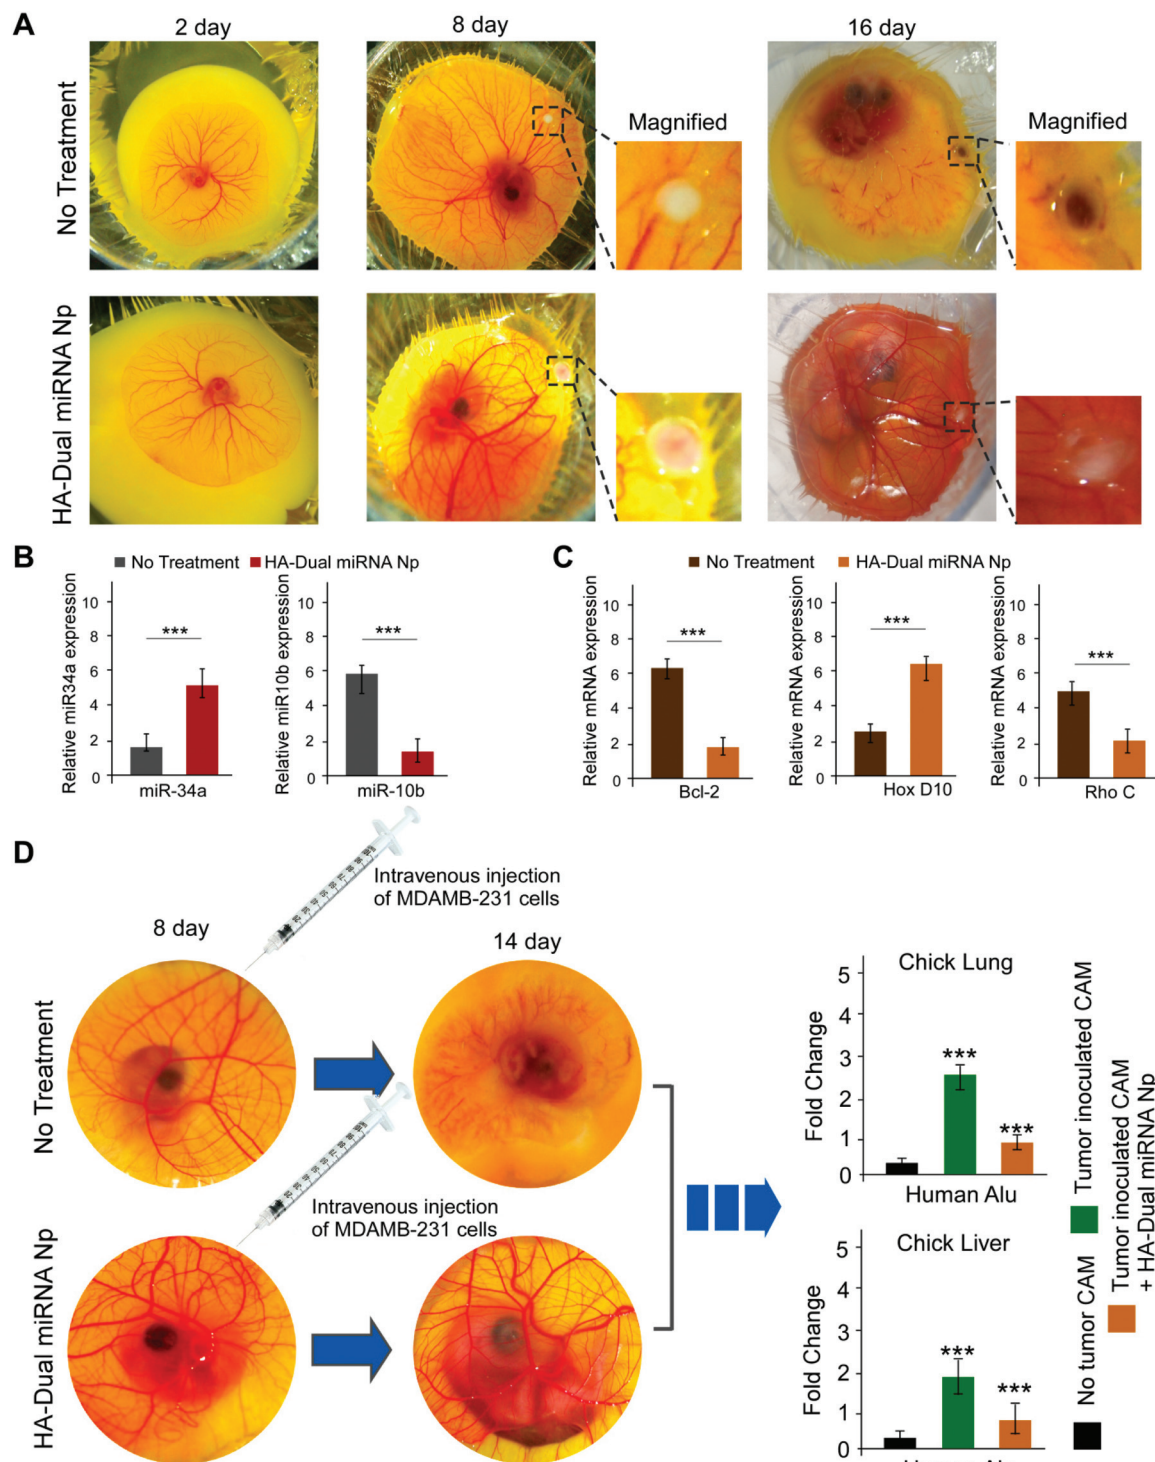 A
2 day
8 day
16 day
No Treatment
Magnified
Magnified
HA-Dual miRNA Np
B
No Treatment
HA-Dual miRNA Np
Relative miR34a expression
10
8
6
4
2
0
***
miR-34a
Relative miR10b expression
10
8
6
4
2
0
***
miR-10b
C
No Treatment
HA-Dual miRNA Np
Relative mRNA expression
10
8
6
4
2
0
***
Bcl-2
Relative mRNA expression
10
8
6
4
2
0
***
Hox D10
Relative mRNA expression
10
8
6
4
2
0
***
Rho C
D
Intravenous injection
of MDAMB-231 cells
8 day
14 day
No Treatment
Intravenous injection
of MDAMB-231 cells
HA-Dual miRNA Np
Chick Lung
Fold Change
5
4
3
2
1
0
***
***
Human Alu
Chick Liver
Fold Change
5
4
3
2
1
0
***
***
No tumor CAM
Tumor inoculated CAM
Tumor inoculated CAM
+ HA-Dual miRNA Np